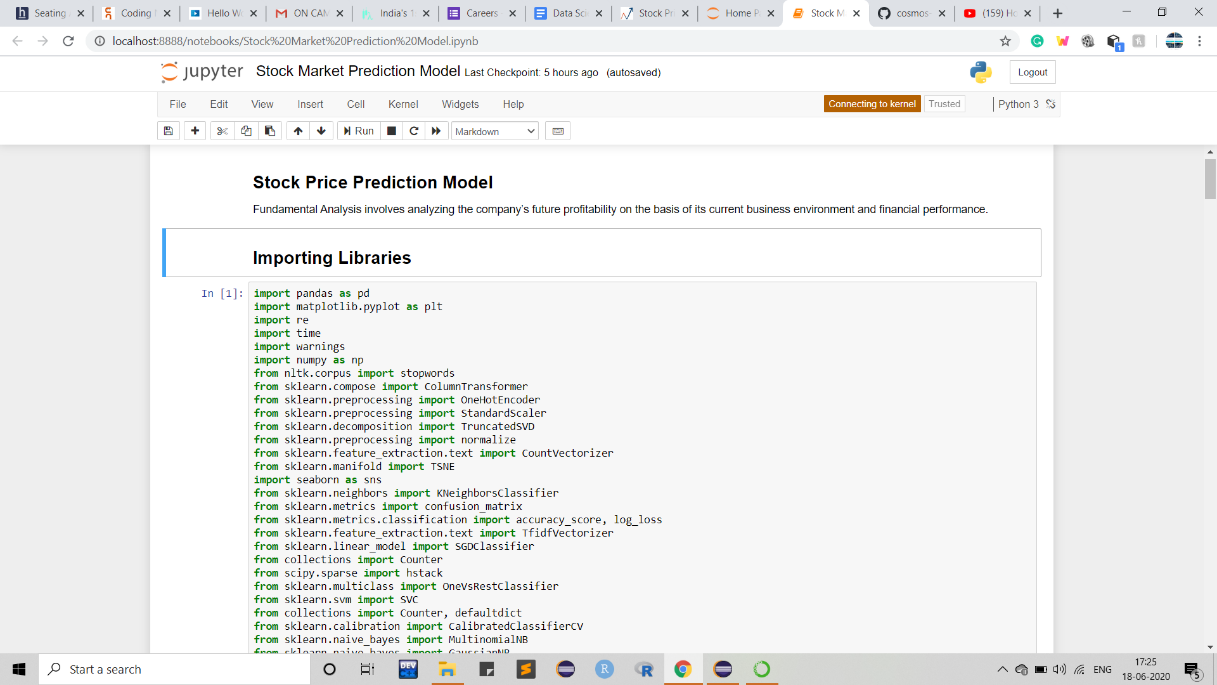 Seating
Coding
Hello W
M ON CAM
India's 1
Careers
Data Sci
Stock Pr
Home P
Stock M
cosmos-
(159) Ho
localhost:8888/notebooks/Stock%20Market%20Prediction%20Model.ipynb
jupyter Stock Market Prediction Model Last Checkpoint: 5 hours ago (autosaved)
Logout
File Edit View Insert Cell Kernel Widgets Help
Connecting to kernel Trusted Python 3
Run Markdown
Stock Price Prediction Model
Fundamental Analysis involves analyzing the company's future profitability on the basis of its current business environment and financial performance.
Importing Libraries
In [1]: import pandas as pd
import matplotlib.pyplot as plt
import re
import time
import warnings
import numpy as np
from nltk.corpus import stopwords
from sklearn.compose import ColumnTransformer
from sklearn.preprocessing import OneHotEncoder
from sklearn.preprocessing import StandardScaler
from sklearn.decomposition import TruncatedSVD
from sklearn.preprocessing import normalize
from sklearn.feature_extraction.text import CountVectorizer
from sklearn.manifold import TSNE
import seaborn as sns
from sklearn.neighbors import KNeighborsClassifier
from sklearn.metrics import confusion_matrix
from sklearn.metrics.classification import accuracy_score, log_loss
from sklearn.feature_extraction.text import TfidfVectorizer
from sklearn.linear_model import SGDClassifier
from collections import Counter
from scipy.sparse import hstack
from sklearn.multiclass import OneVsRestClassifier
from sklearn.svm import SVC
from collections import Counter, defaultdict
from sklearn.calibration import CalibratedClassifierCV
from sklearn.naive_bayes import MultinomialNB
from sklearn.naive_bayes import GaussianNB
Start a search
DEV
ENG
17:25
18-06-2020
5